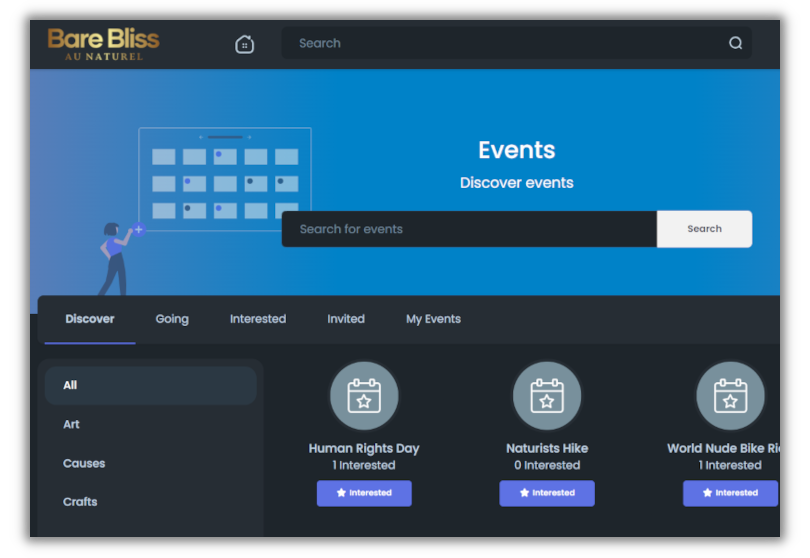 Bare Bliss
AU NATUREL
Search
Events
Discover events
Search for events
Search
Discover Going Interested Invited My Events
All
Art
Causes
Crafts
Human Rights Day
1 Interested
Interested
Naturists Hike
0 Interested
Interested
World Nude Bike Ri
1 Interested
Interested